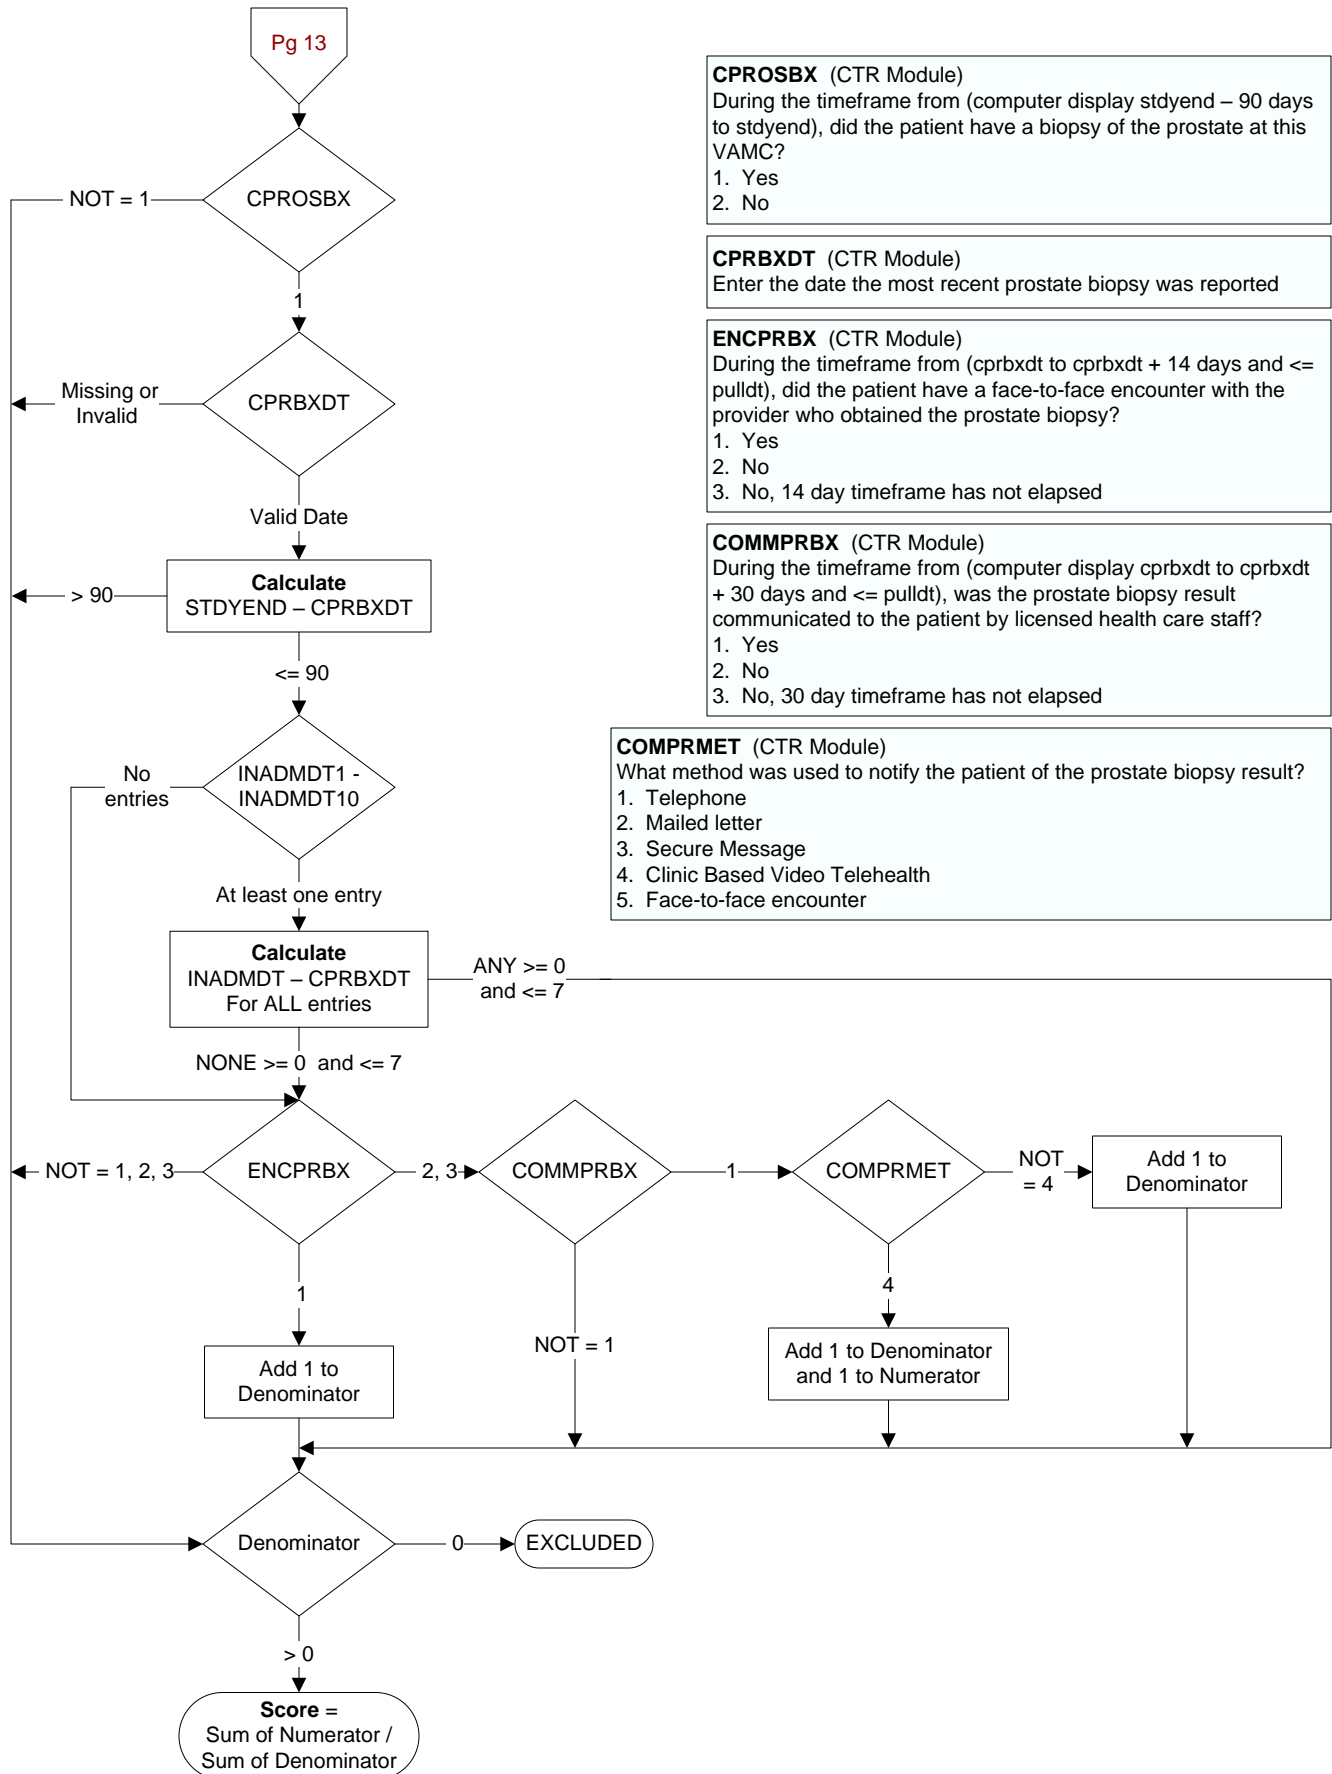 Pg 13
CPROSBX (CTR Module)
During the timeframe from (computer display stdyend – 90 days
to stdyend), did the patient have a biopsy of the prostate at this
VAMC?
1. Yes
2. No
NOT = 1
CPROSBX
1
CPRBXDT (CTR Module)
Enter the date the most recent prostate biopsy was reported
ENCPRBX (CTR Module)
During the timeframe from (cprbxdt to cprbxdt + 14 days and <=
pulldt), did the patient have a face-to-face encounter with the
provider who obtained the prostate biopsy?
1. Yes
2. No
3. No, 14 day timeframe has not elapsed
Missing or
Invalid
CPRBXDT
Valid Date
COMMPRBX (CTR Module)
During the timeframe from (computer display cprbxdt to cprbxdt
+ 30 days and <= pulldt), was the prostate biopsy result
communicated to the patient by licensed health care staff?
1. Yes
2. No
3. No, 30 day timeframe has not elapsed
> 90
Calculate
STDYEND – CPRBXDT
<= 90
COMPRMET (CTR Module)
What method was used to notify the patient of the prostate biopsy result?
1. Telephone
2. Mailed letter
3. Secure Message
4. Clinic Based Video Telehealth
5. Face-to-face encounter
No
entries
INADMDT1 -
INADMDT10
At least one entry
Calculate
INADMDT – CPRBXDT
For ALL entries
ANY >= 0
and <= 7
NONE >= 0 and <= 7
NOT = 1, 2, 3
ENCPRBX
2, 3
COMMPRBX
1
COMPRMET
NOT
= 4
Add 1 to
Denominator
1
NOT = 1
4
Add 1 to
Denominator
Add 1 to Denominator
and 1 to Numerator
Denominator
0
EXCLUDED
> 0
Score =
Sum of Numerator /
Sum of Denominator